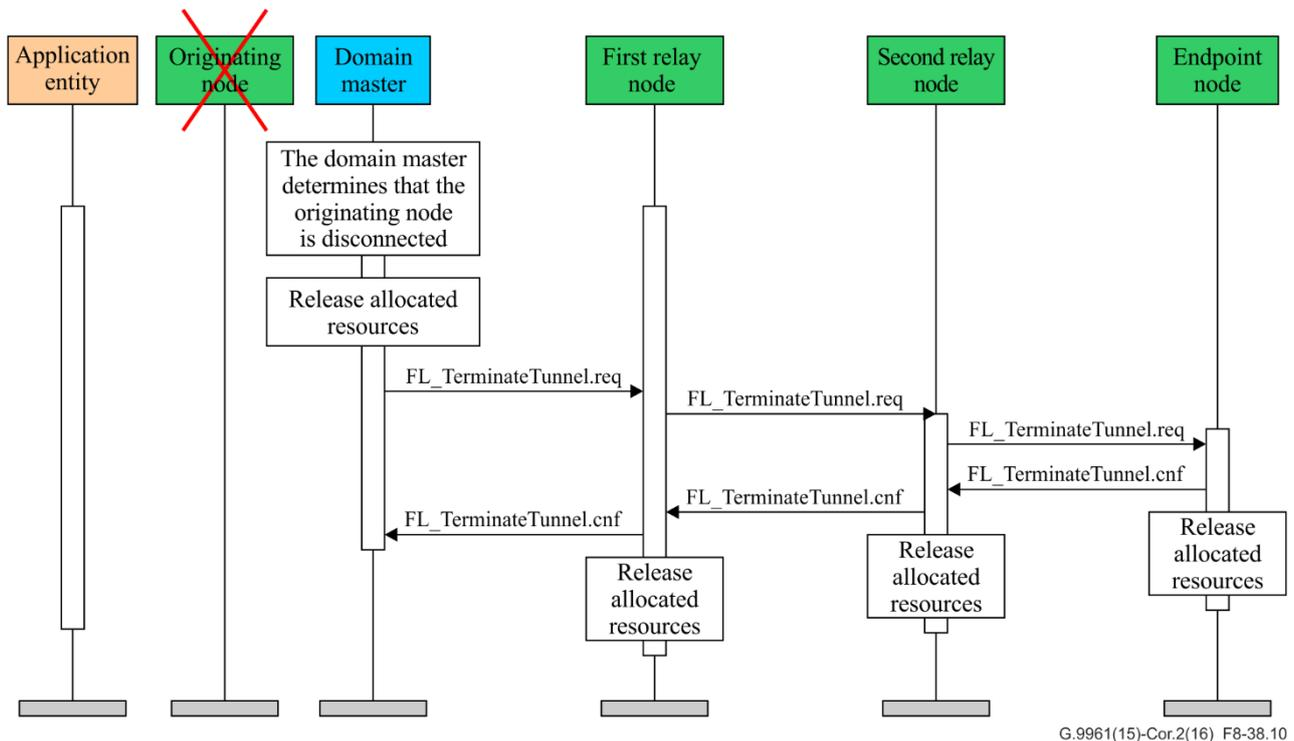 Application
entity
Originating
node
Domain
master
First relay
node
Second relay
node
Endpoint
node
The domain master
determines that the
originating node
is disconnected
Release allocated
resources
FL_TerminateTunnel.req
FL_TerminateTunnel.req
FL_TerminateTunnel.req
FL_TerminateTunnel.cnf
FL_TerminateTunnel.cnf
FL_TerminateTunnel.cnf
Release
allocated
resources
Release
allocated
resources
Release
allocated
resources
G.9961(15)-Cor.2(16)_F8-38.10